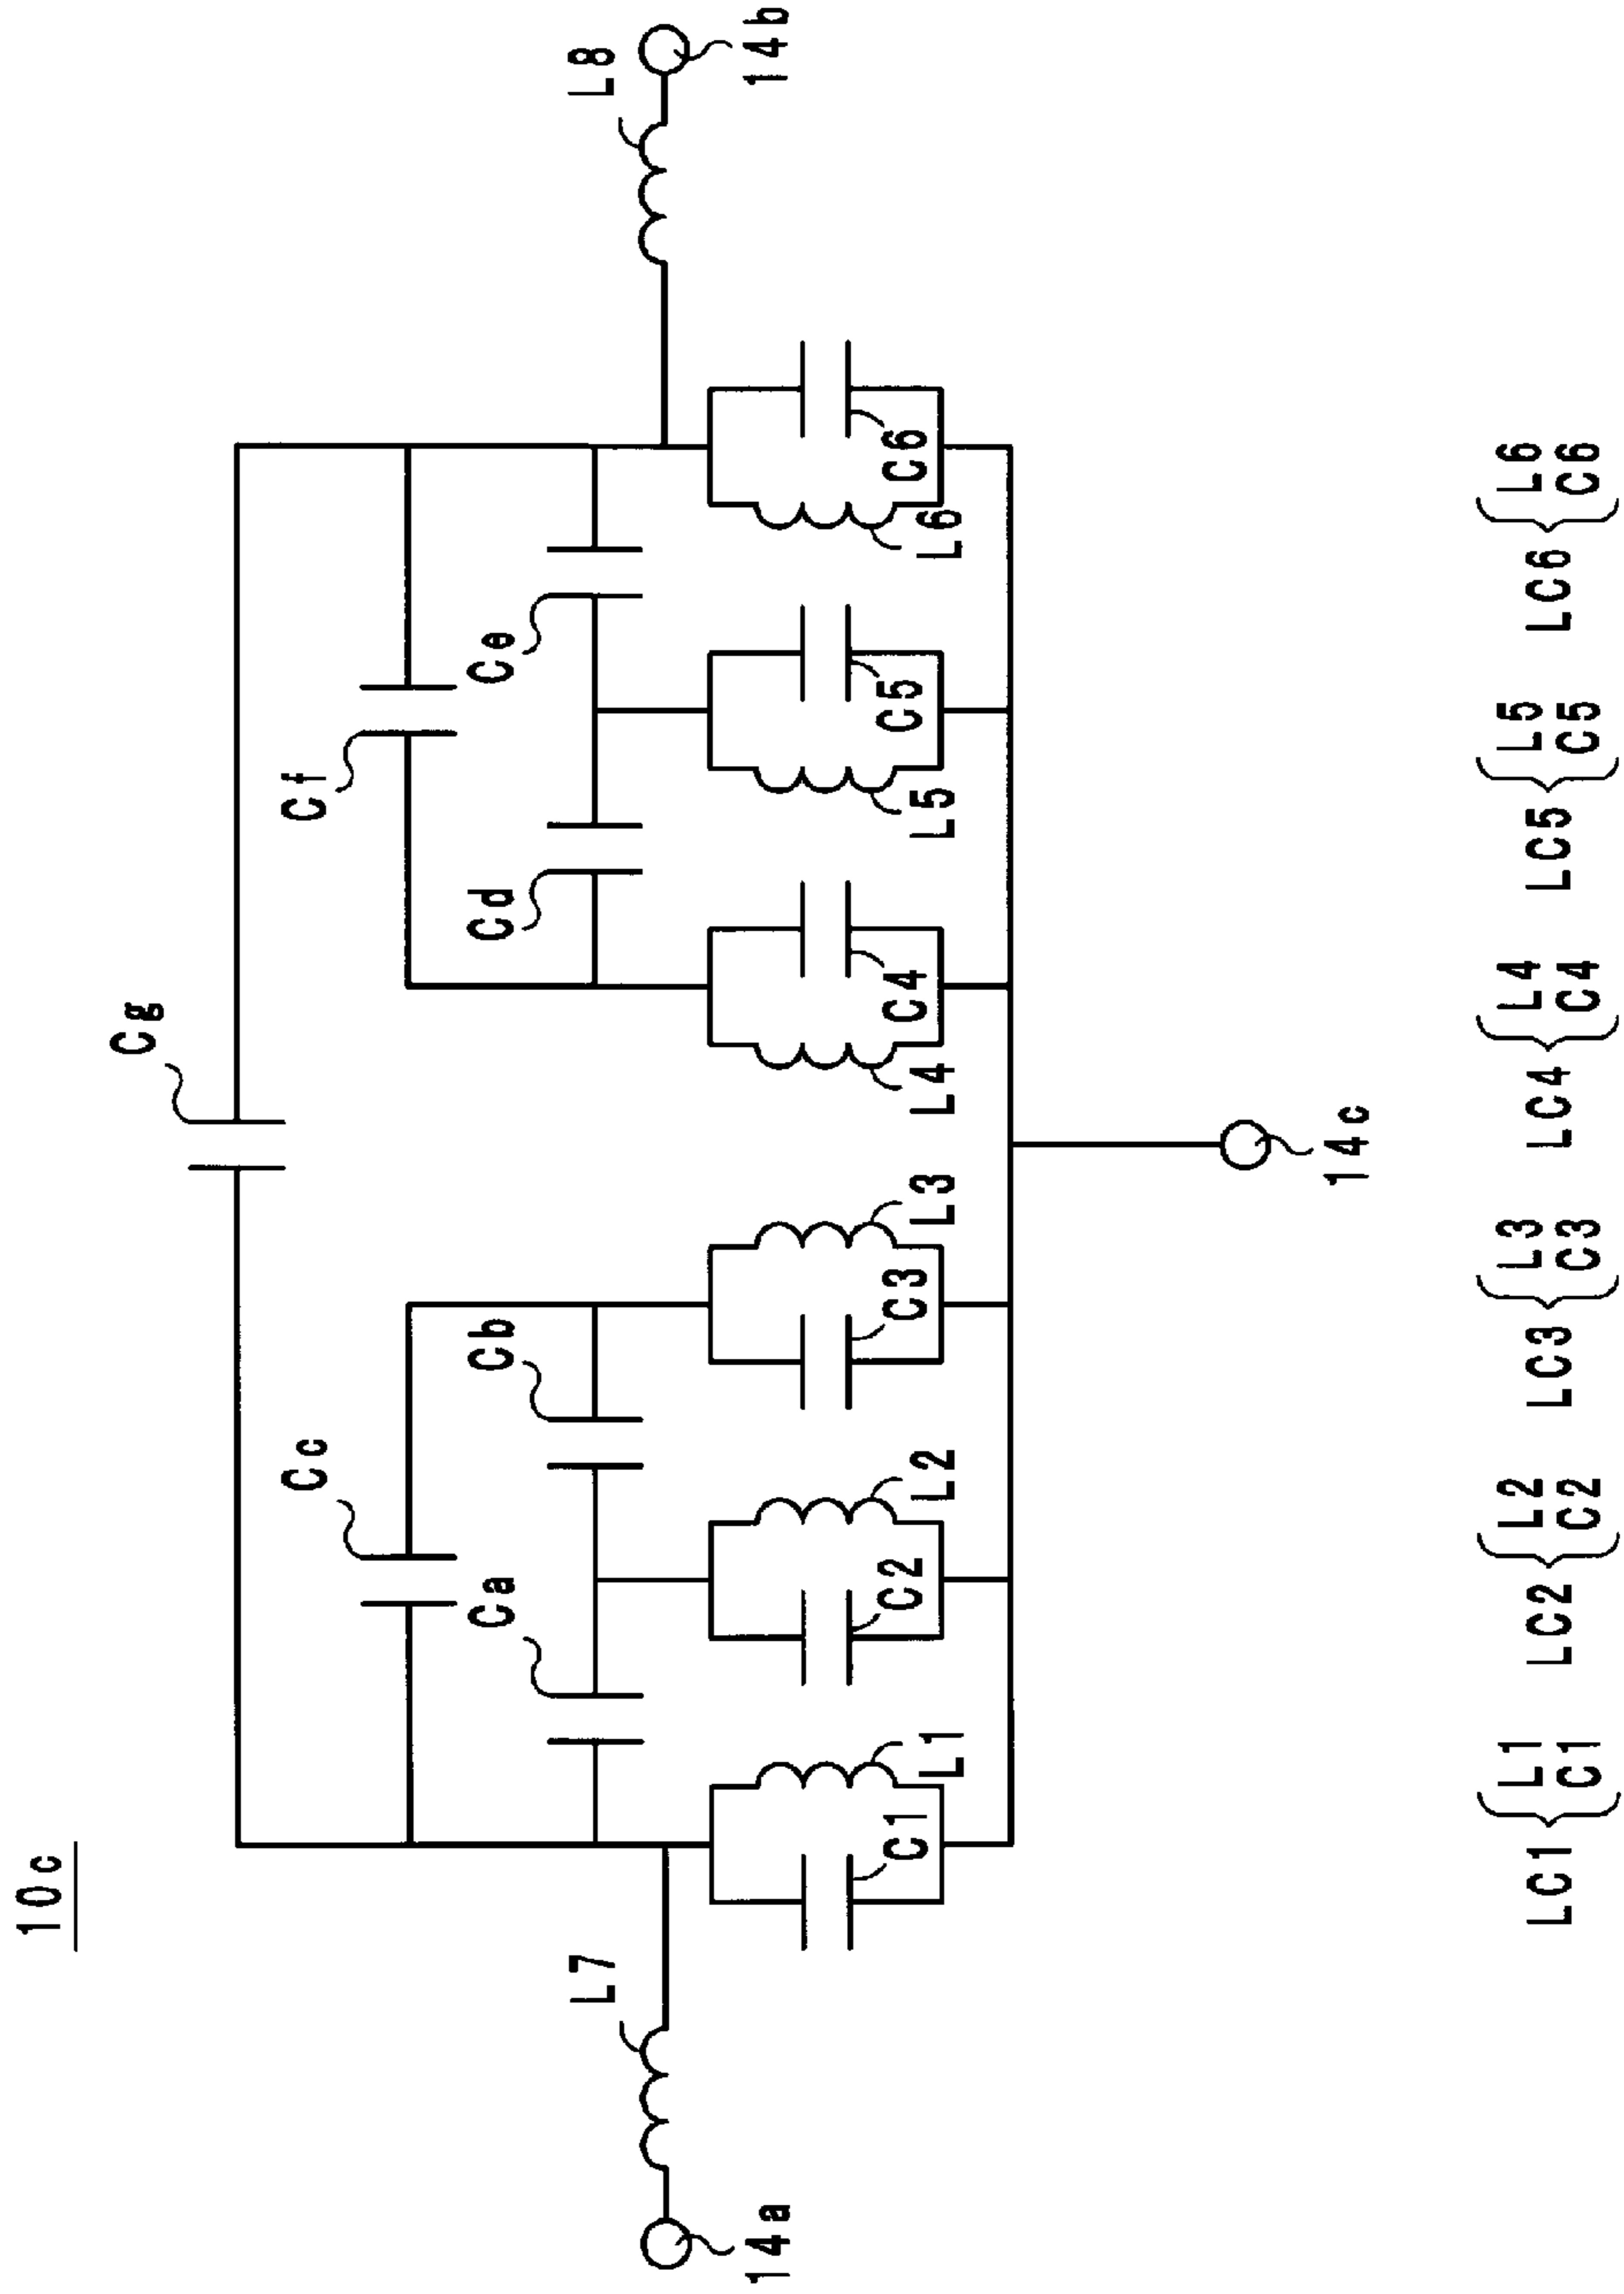 10c
Cg
Cc
Cf
Ca
Cb
Cd
Ce
L7
L8
14a
14b
C1
L1
C2
L2
C3
L3
L4
C4
L5
C5
L6
C6
14c
LC1 { L1
C1
LC2 { L2
C2
LC3 { L3
C3
LC4 { L4
C4
LC5 { L5
C5
LC6 { L6
C6